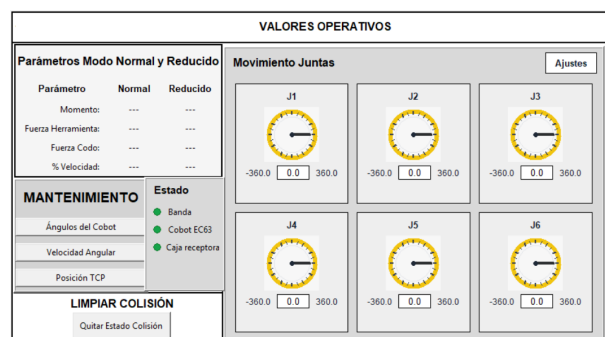 VALORES OPERATIVOS
Parámetros Modo Normal y Reducido
Parámetro Normal Reducido
Momento: --- ---
Fuerza Herramienta: --- ---
Fuerza Codo: --- ---
% Velocidad: --- ---
MANTENIMIENTO
Ángulos del Cobot
Velocidad Angular
Posición TCP
Estado
Banda
Cobot EC63
Caja receptora
LIMPIAR COLISIÓN
Quitar Estado Colisión
Movimiento Juntas
Ajustes
J1
-360.0 0.0 360.0
J2
-360.0 0.0 360.0
J3
-360.0 0.0 360.0
J4
-360.0 0.0 360.0
J5
-360.0 0.0 360.0
J6
-360.0 0.0 360.0